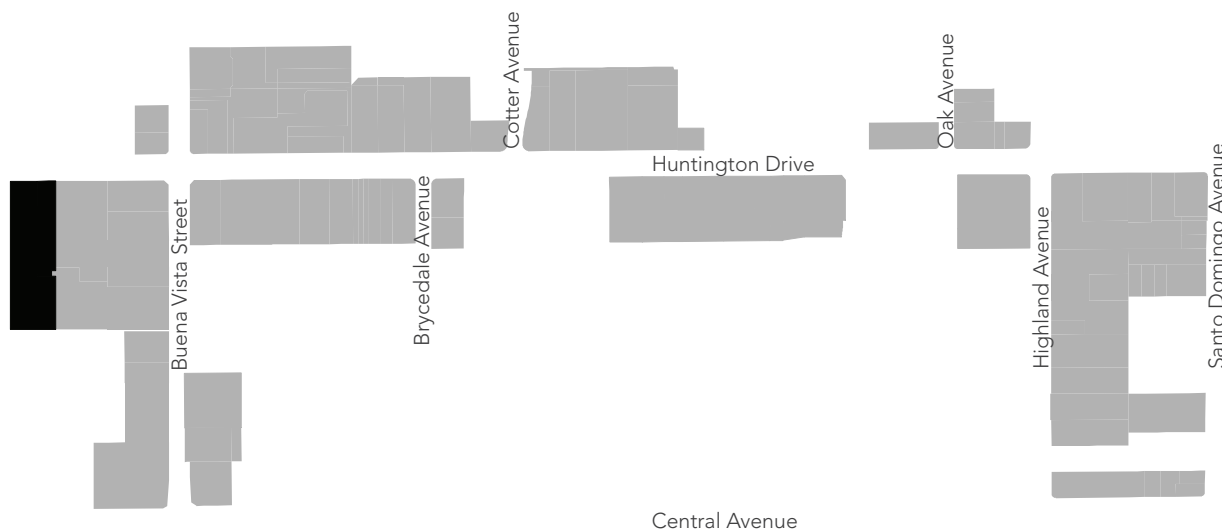 Cotter Avenue
Oak Avenue
Huntington Drive
Buena Vista Street
Brycedale Avenue
Highland Avenue
Santo Domingo Avenue
Central Avenue